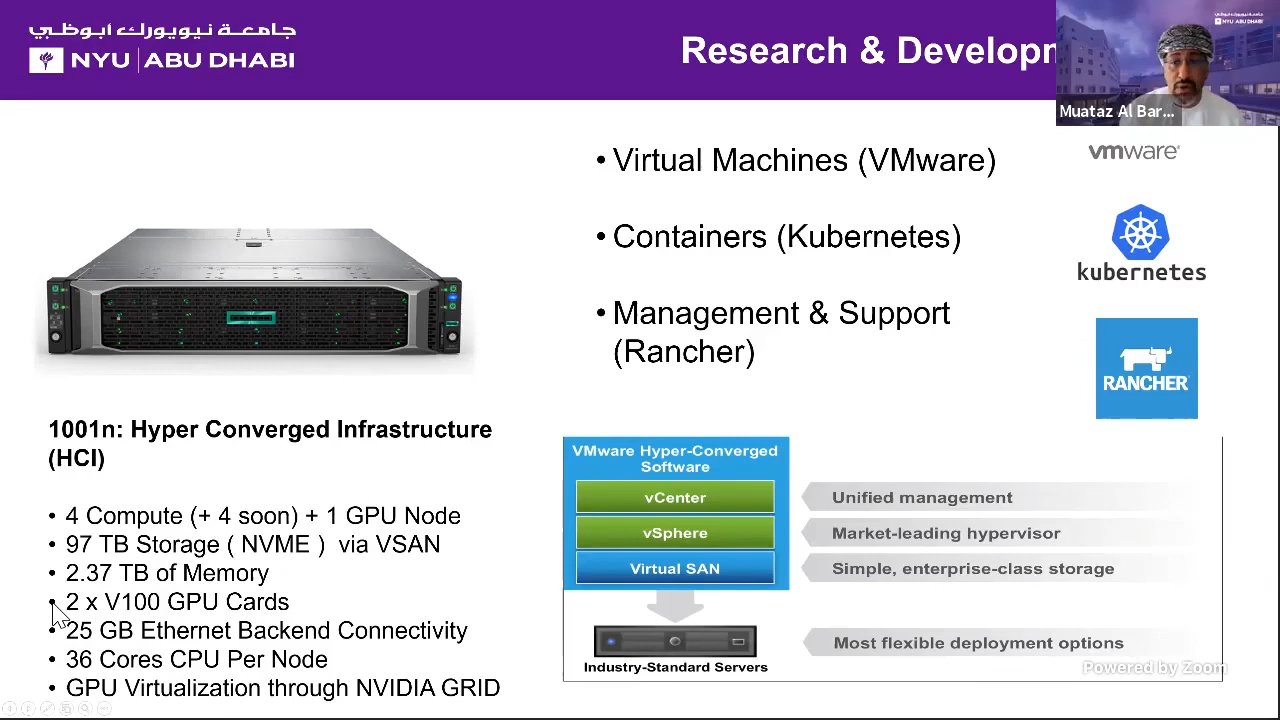 جامعة نيويورك أبوظبي
NYU | ABU DHABI
Research & Developm
Muataz Al Bar...
• Virtual Machines (VMware)
vmware
• Containers (Kubernetes)
kubernetes
• Management & Support
(Rancher)
RANCHER
1001n: Hyper Converged Infrastructure
(HCI)
• 4 Compute (+ 4 soon) + 1 GPU Node
• 97 TB Storage ( NVME ) via VSAN
• 2.37 TB of Memory
• 2 x V100 GPU Cards
• 25 GB Ethernet Backend Connectivity
• 36 Cores CPU Per Node
• GPU Virtualization through NVIDIA GRID
VMware Hyper-Converged
Software
vCenter
Unified management
vSphere
Market-leading hypervisor
Virtual SAN
Simple, enterprise-class storage
Most flexible deployment options
Industry-Standard Servers
Powered by Zoom